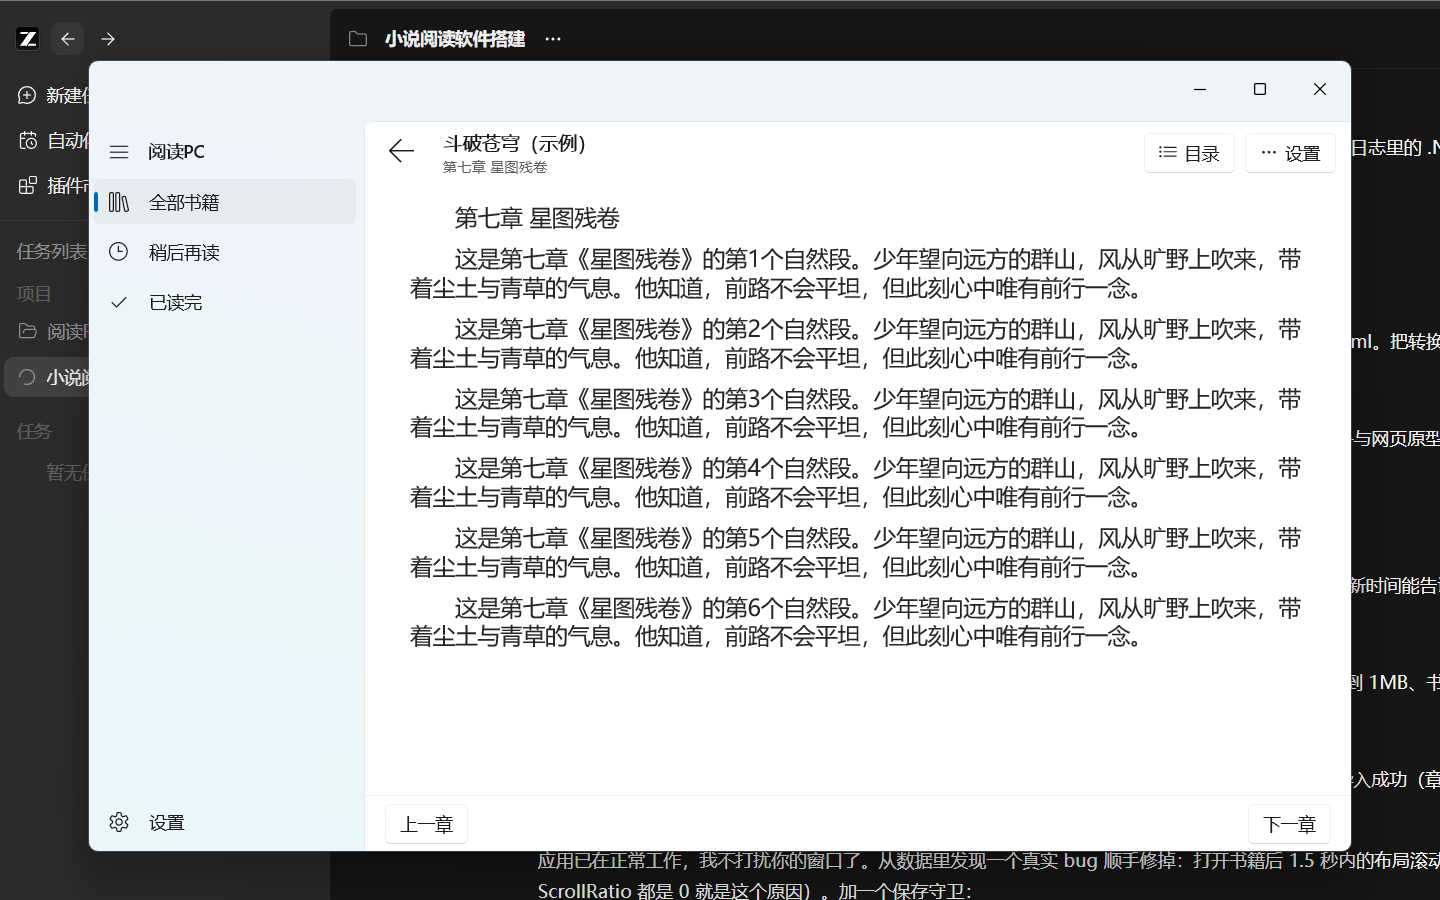 小说阅读软件搭建
新建任
自动化
插件市
任务列表
项目
阅读P
小说阅
任务
暂无任
阅读PC
全部书籍
稍后再读
已读完
设置
斗破苍穹（示例）
第七章 星图残卷
目录
设置
第七章 星图残卷
这是第七章《星图残卷》的第1个自然段。少年望向远方的群山，风从旷野上吹来，带
着尘土与青草的气息。他知道，前路不会平坦，但此刻心中唯有前行一念。
这是第七章《星图残卷》的第2个自然段。少年望向远方的群山，风从旷野上吹来，带
着尘土与青草的气息。他知道，前路不会平坦，但此刻心中唯有前行一念。
这是第七章《星图残卷》的第3个自然段。少年望向远方的群山，风从旷野上吹来，带
着尘土与青草的气息。他知道，前路不会平坦，但此刻心中唯有前行一念。
这是第七章《星图残卷》的第4个自然段。少年望向远方的群山，风从旷野上吹来，带
着尘土与青草的气息。他知道，前路不会平坦，但此刻心中唯有前行一念。
这是第七章《星图残卷》的第5个自然段。少年望向远方的群山，风从旷野上吹来，带
着尘土与青草的气息。他知道，前路不会平坦，但此刻心中唯有前行一念。
这是第七章《星图残卷》的第6个自然段。少年望向远方的群山，风从旷野上吹来，带
着尘土与青草的气息。他知道，前路不会平坦，但此刻心中唯有前行一念。
上一章
下一章
日志里的 .N
ml。把转换
与网页原型
新时间能告
到 1MB、书
入成功（章
应用已在正常工作，我不打扰你的窗口了。从数据里发现一个真实 bug 顺手修掉：打开书籍后 1.5 秒内的布局滚动
ScrollRatio 都是 0 就是这个原因）。加一个保存守卫：